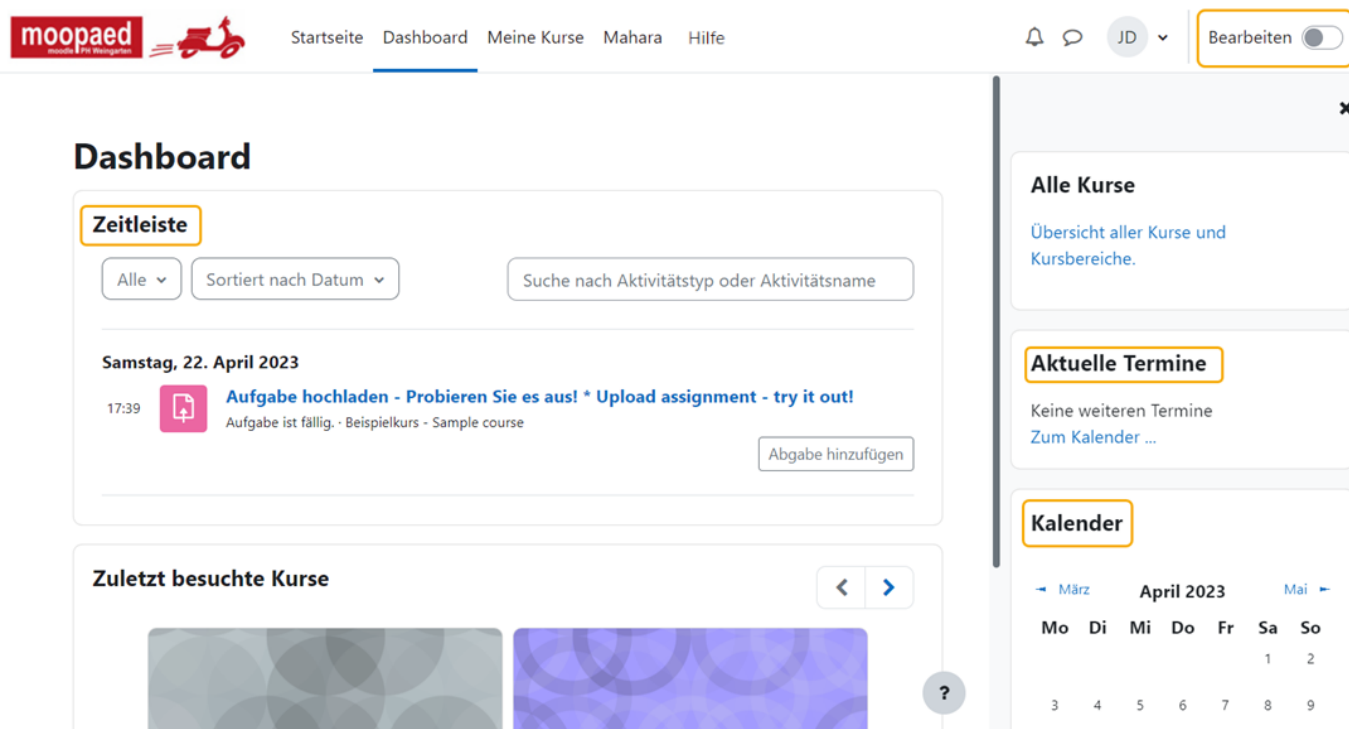 moopaed
moodle PH Weingarten
Startseite Dashboard Meine Kurse Mahara Hilfe
JD
Bearbeiten
Dashboard
Zeitleiste
Alle
Sortiert nach Datum
Suche nach Aktivitätstyp oder Aktivitätsname
Samstag, 22. April 2023
17:39
Aufgabe hochladen - Probieren Sie es aus! * Upload assignment - try it out!
Aufgabe ist fällig. · Beispielkurs - Sample course
Abgabe hinzufügen
Zuletzt besuchte Kurse
?
Alle Kurse
Übersicht aller Kurse und
Kursbereiche.
Aktuelle Termine
Keine weiteren Termine
Zum Kalender ...
Kalender
◄ März April 2023 Mai ►
Mo Di Mi Do Fr Sa So
1 2
3 4 5 6 7 8 9